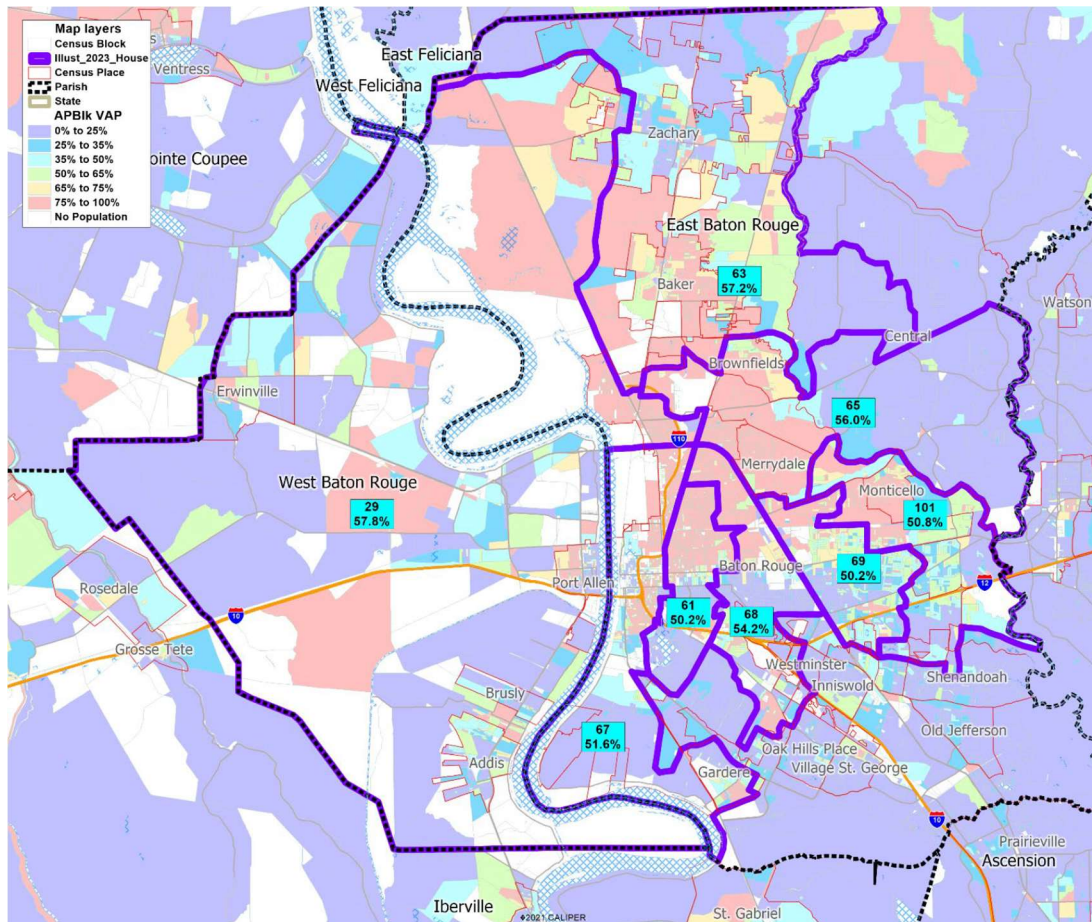 Map layers
Census Block
Illust_2023_House
Census Place
Parish
State
APBlk VAP
0% to 25%
25% to 35%
35% to 50%
50% to 65%
65% to 75%
75% to 100%
No Population
Ventress
East Feliciana
West Feliciana
Zachary
ointe Coupee
East Baton Rouge
63
57.2%
Baker
Watson
Central
Brownfields
Erwinville
65
56.0%
110
Merrydale
West Baton Rouge
Monticello
29
57.8%
101
50.8%
69
50.2%
Baton Rouge
Port Allen
12
Rosedale
10
61
50.2%
68
54.2%
Grosse Tete
Westminster
Inniswold
Shenandoah
Brusly
67
51.6%
Old Jefferson
Oak Hills Place
Village St. George
Addis
Gardere
10
Prairieville
Ascension
Iberville
©2021 CALIPER
St. Gabriel